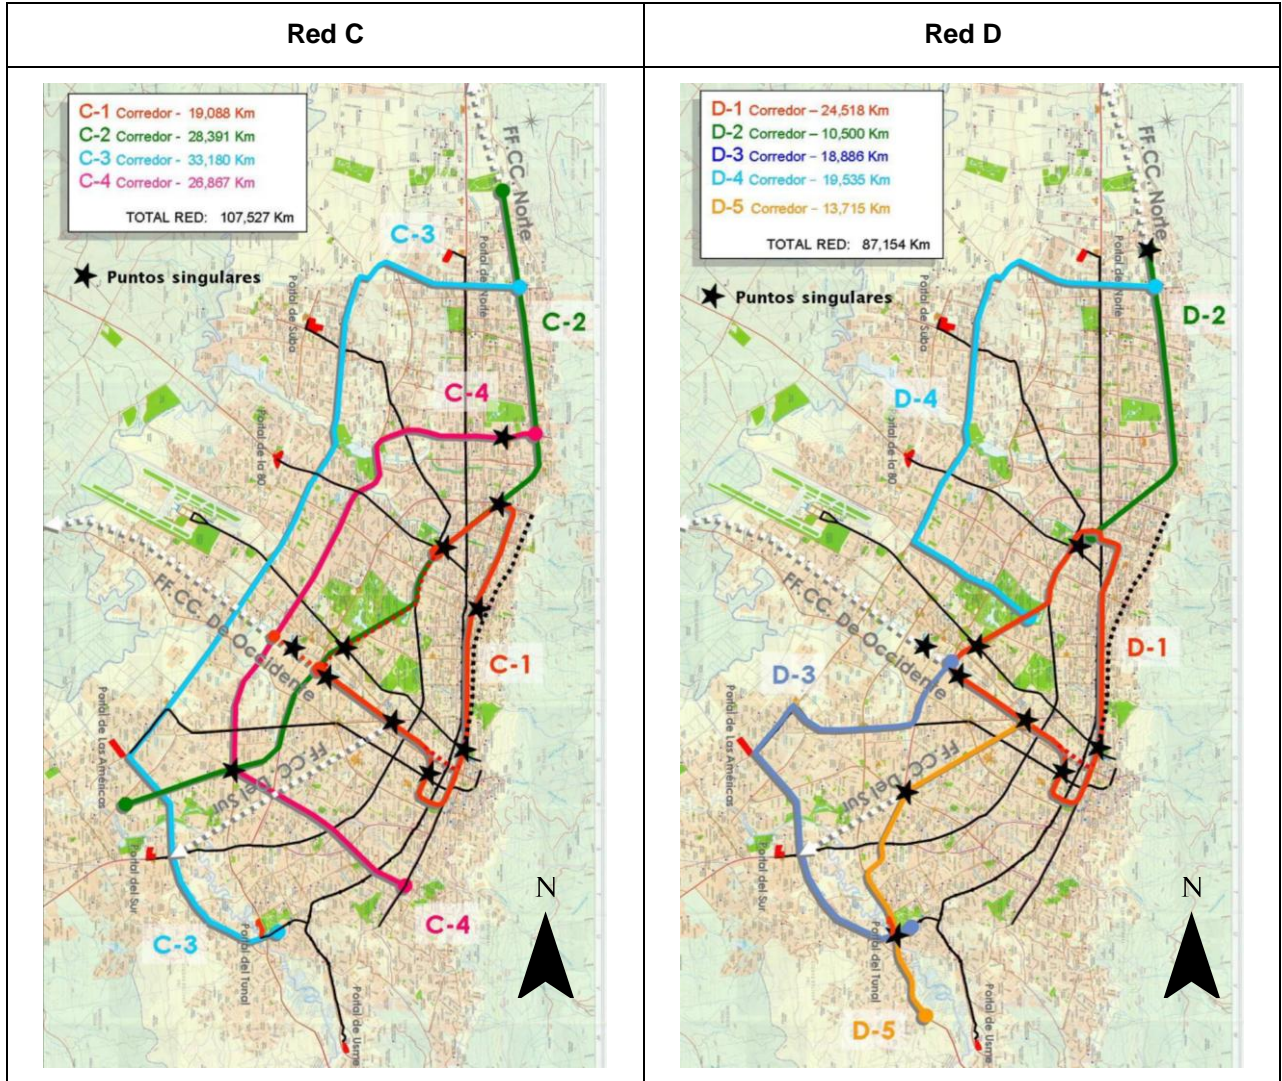 Red C
Red D
C-1 Corredor - 19,088 Km
C-2 Corredor - 28,391 Km
C-3 Corredor - 33,180 Km
C-4 Corredor - 26,867 Km
TOTAL RED: 107,527 Km
Puntos singulares
FF.CC. Norte
C-3
Portal del Norte
Portal de Suba
C-2
C-4
Portal de la 80
FF.CC. De Occidente
C-1
Portal de Las Américas
FF.CC. Del Sur
Portal del Sur
N
C-4
C-3
Portal del Tunal
Portal de Usme
D-1 Corredor – 24,518 Km
D-2 Corredor – 10,500 Km
D-3 Corredor – 18,886 Km
D-4 Corredor – 19,535 Km
D-5 Corredor – 13,715 Km
TOTAL RED: 87,154 Km
Puntos singulares
FF.CC. Norte
Portal del Norte
D-2
Portal de Suba
D-4
Portal de la 80
FF.CC. De Occidente
D-1
D-3
Portal de Las Américas
FF.CC. Del Sur
Portal del Sur
N
Portal del Tunal
Portal de Usme
D-5